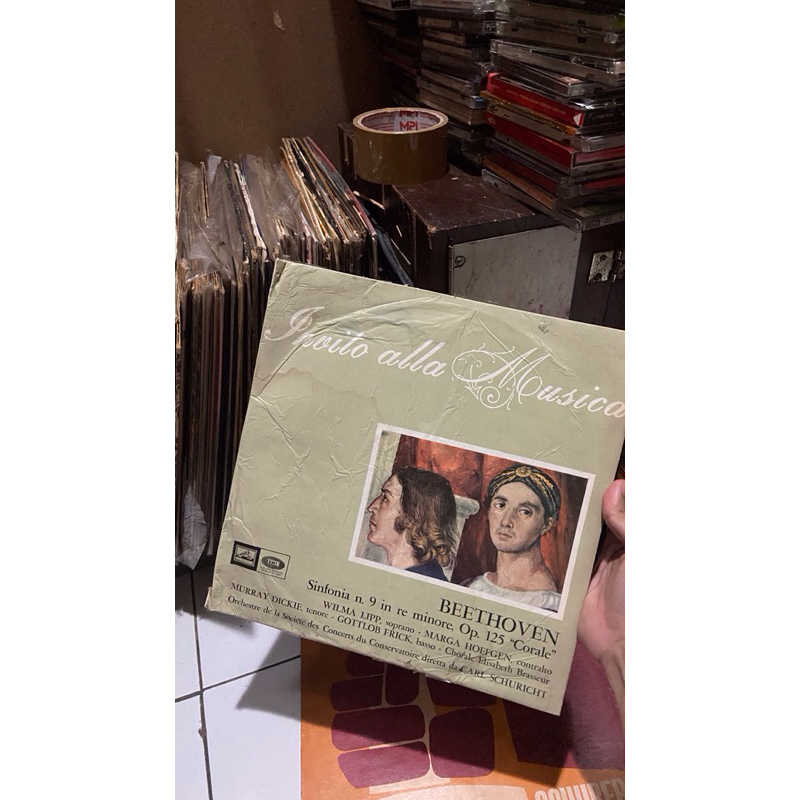 MPI
MPI
Invito alla Musica
BEETHOVEN
Sinfonia n. 9 in re minore, Op. 125 "Corale"
WILMA LIPP, soprano - MARGA HOEFGEN, contralto
MURRAY DICKIE, tenore - GOTTLOB FRICK, basso - Chorale Elisabeth Brasseur
Orchestre de la Société des Concerts du Conservatoire diretta da CARL SCHURICHT